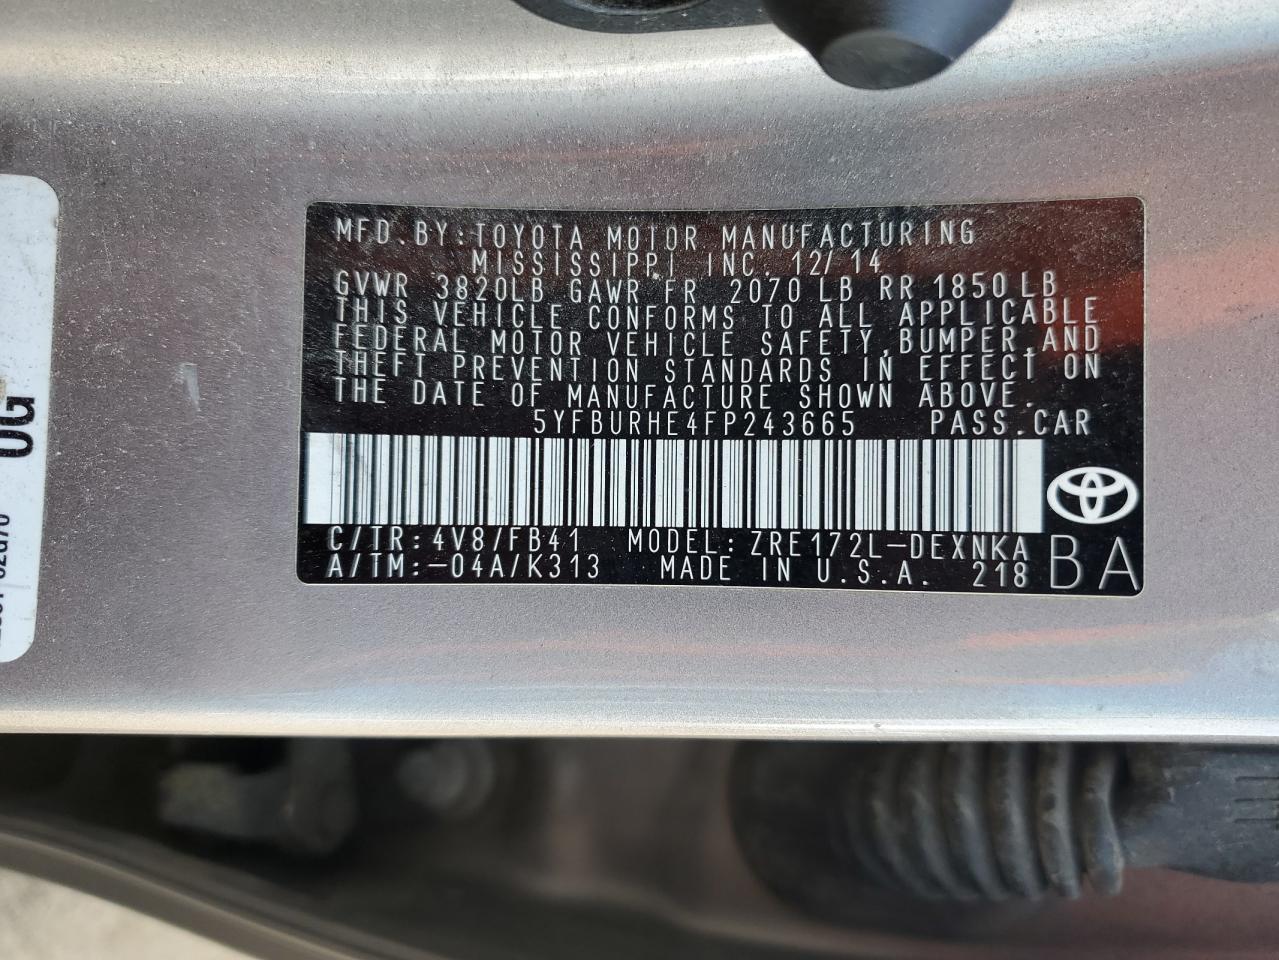 MFD.BY:TOYOTA MOTOR MANUFACTURING
MISSISSIPPI INC. 12/14
GVWR 3820LB GAWR FR 2070 LB RR 1850 LB
THIS VEHICLE CONFORMS TO ALL APPLICABLE
FEDERAL MOTOR VEHICLE SAFETY,BUMPER,AND
THEFT PREVENTION STANDARDS IN EFFECT ON
THE DATE OF MANUFACTURE SHOWN ABOVE.
5YFBURHE4FP243665 PASS.CAR
C/TR:4V8/FB41 MODEL:ZRE172L-DEXNKA
A/TM:-04A/K313 MADE IN U.S.A. 218 BA